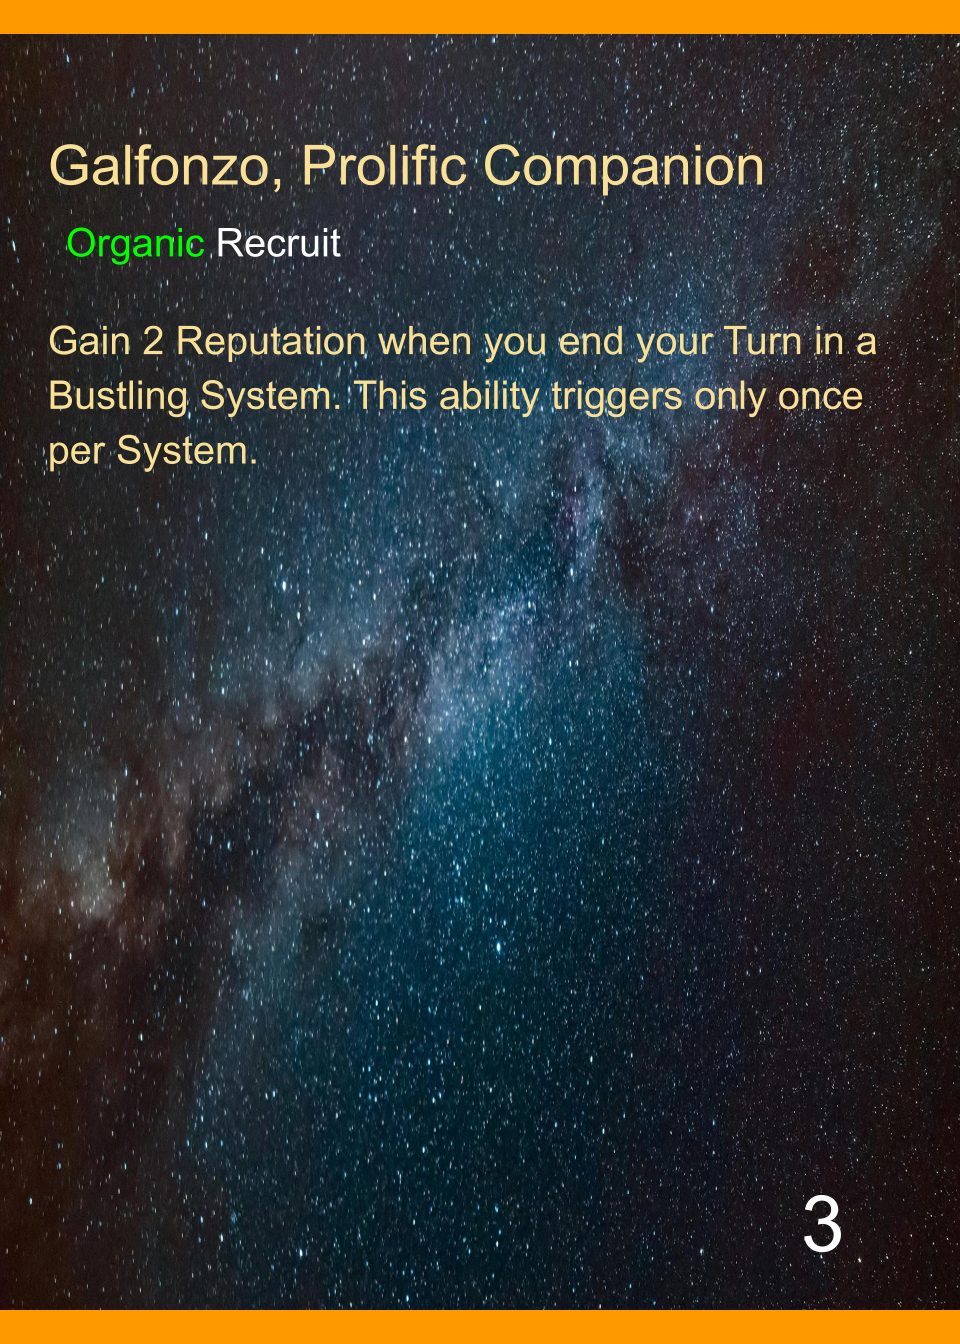 Galfonzo, Prolific Companion
Organic Recruit
Gain 2 Reputation when you end your Turn in a
Bustling System. This ability triggers only once
per System.
3